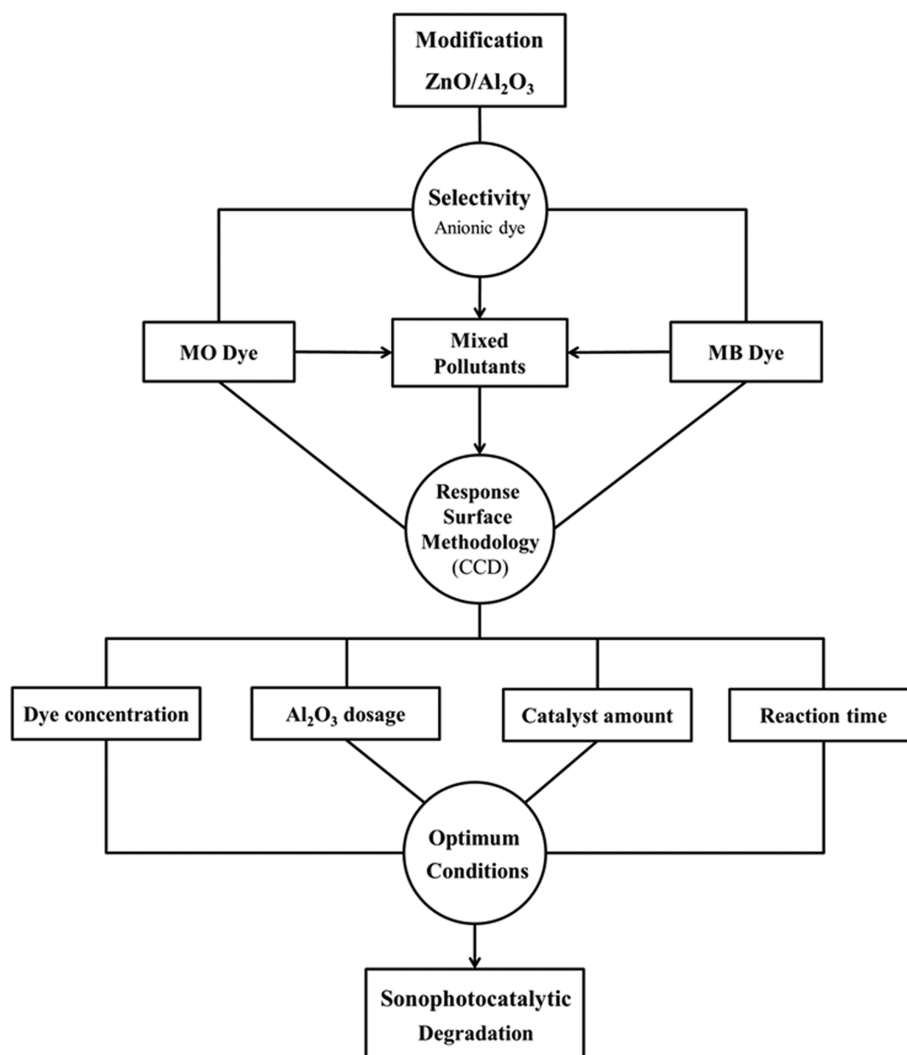 Modification
ZnO/Al₂O₃
Selectivity
Anionic dye
MO Dye
Mixed
Pollutants
MB Dye
Response
Surface
Methodology
(CCD)
Dye concentration
Al₂O₃ dosage
Catalyst amount
Reaction time
Optimum
Conditions
Sonophotocatalytic
Degradation